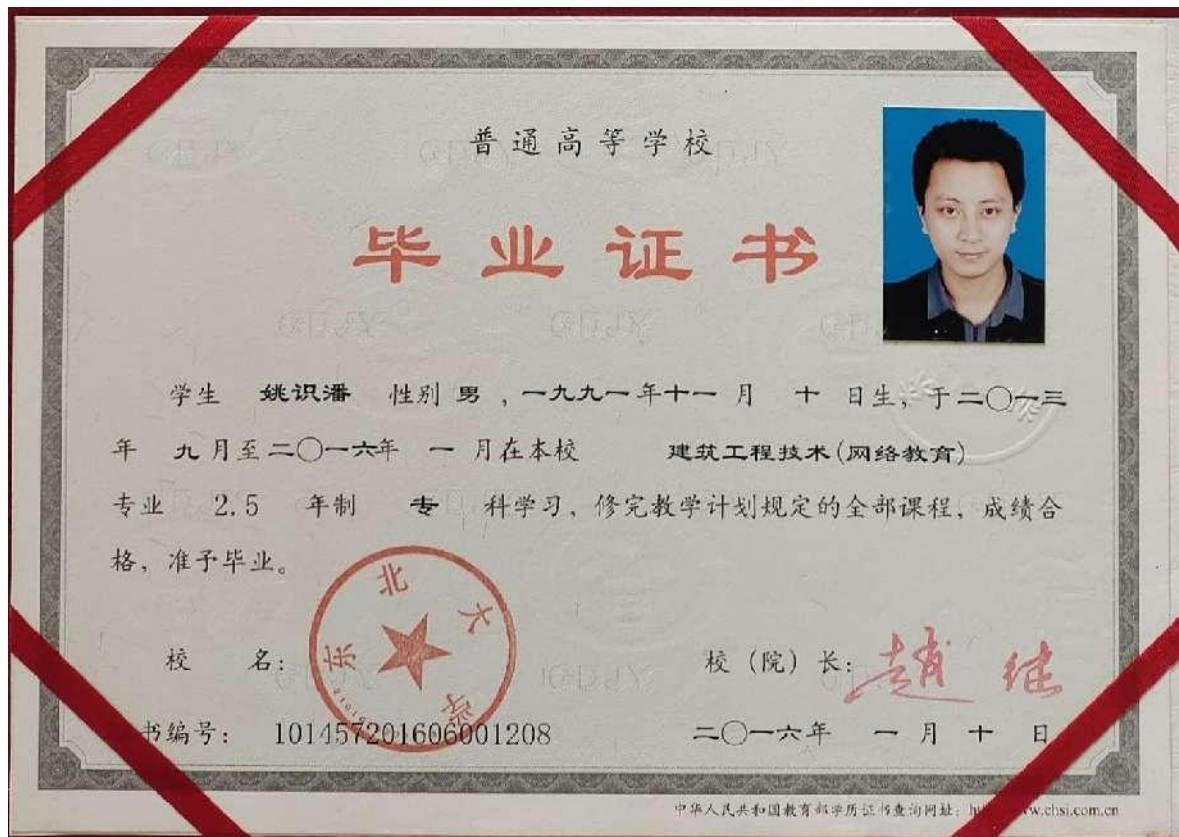 普通高等学校
毕业证书
学生 姚识潘 性别 男 ，一九九一年十一月 十 日生，于二〇一三
年 九月至二〇一六年 一月在本校 建筑工程技术(网络教育)
专业 2.5 年制 专 科学习、修完教学计划规定的全部课程，成绩合
格，准予毕业。
校 名： 东北大学 校（院）长： 赵继
书编号： 101457201606001208 二〇一六年 一月十日
中华人民共和国教育部学历证书查询网址： www.chsi.com.cn